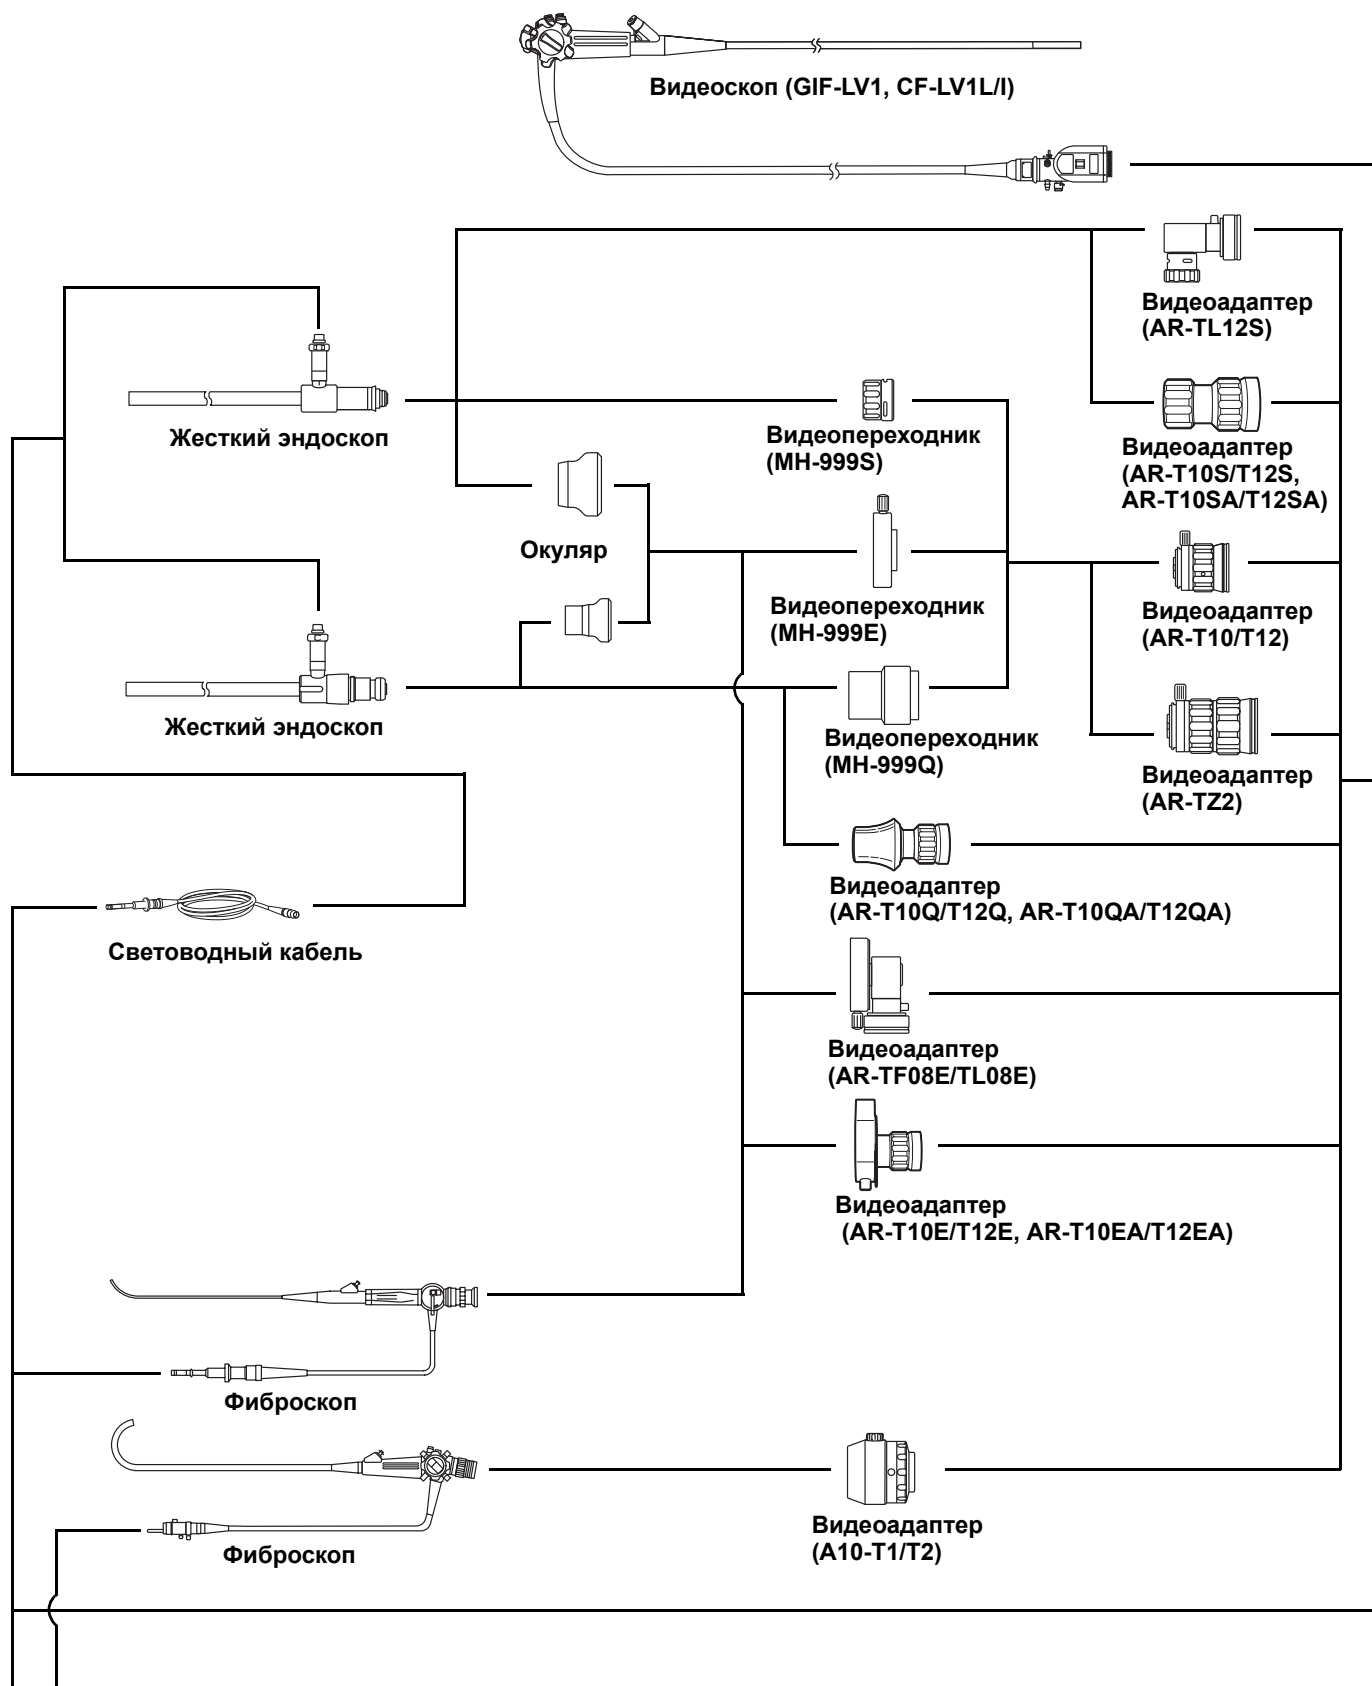 Видеоскоп (GIF-LV1, CF-LV1L/I)
Видеоадаптер
(AR-TL12S)
Жесткий эндоскоп
Видеопереходник
(MH-999S)
Видеоадаптер
(AR-T10S/T12S,
AR-T10SA/T12SA)
Окуляр
Видеопереходник
(MH-999E)
Видеоадаптер
(AR-T10/T12)
Жесткий эндоскоп
Видеопереходник
(MH-999Q)
Видеоадаптер
(AR-TZ2)
Видеоадаптер
(AR-T10Q/T12Q, AR-T10QA/T12QA)
Световодный кабель
Видеоадаптер
(AR-TF08E/TL08E)
Видеоадаптер
(AR-T10E/T12E, AR-T10EA/T12EA)
Фиброскоп
Видеоадаптер
(A10-T1/T2)
Фиброскоп